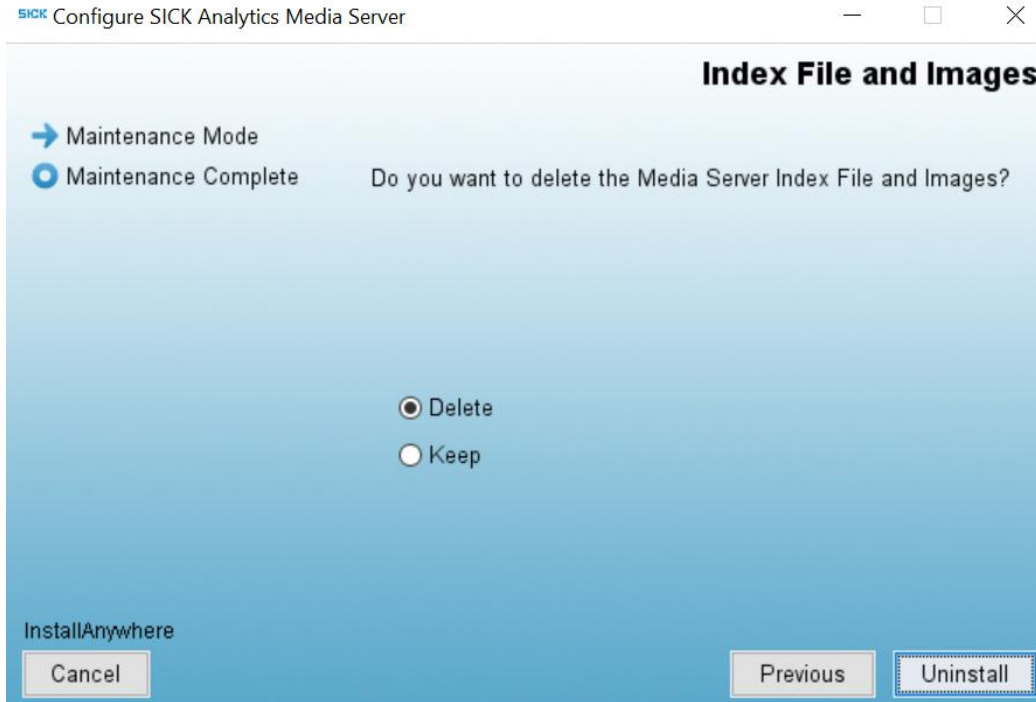 SICK Configure SICK Analytics Media Server
Index File and Images
Maintenance Mode
Maintenance Complete
Do you want to delete the Media Server Index File and Images?
Delete
Keep
InstallAnywhere
Cancel
Previous
Uninstall